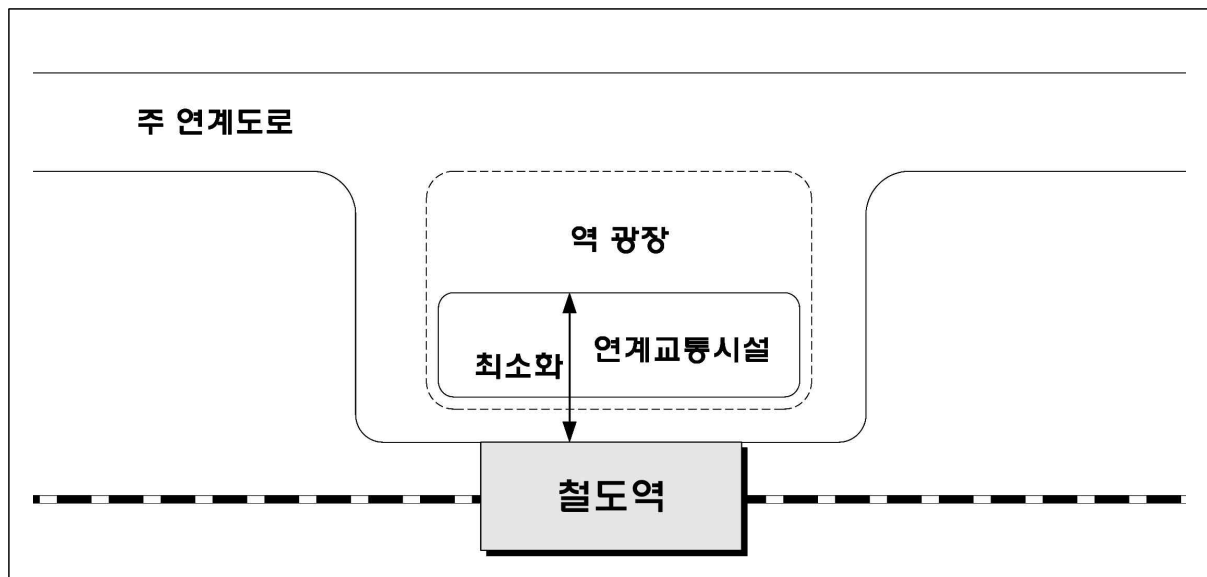 주 연계도로
역 광장
연계교통시설
최소화
철도역